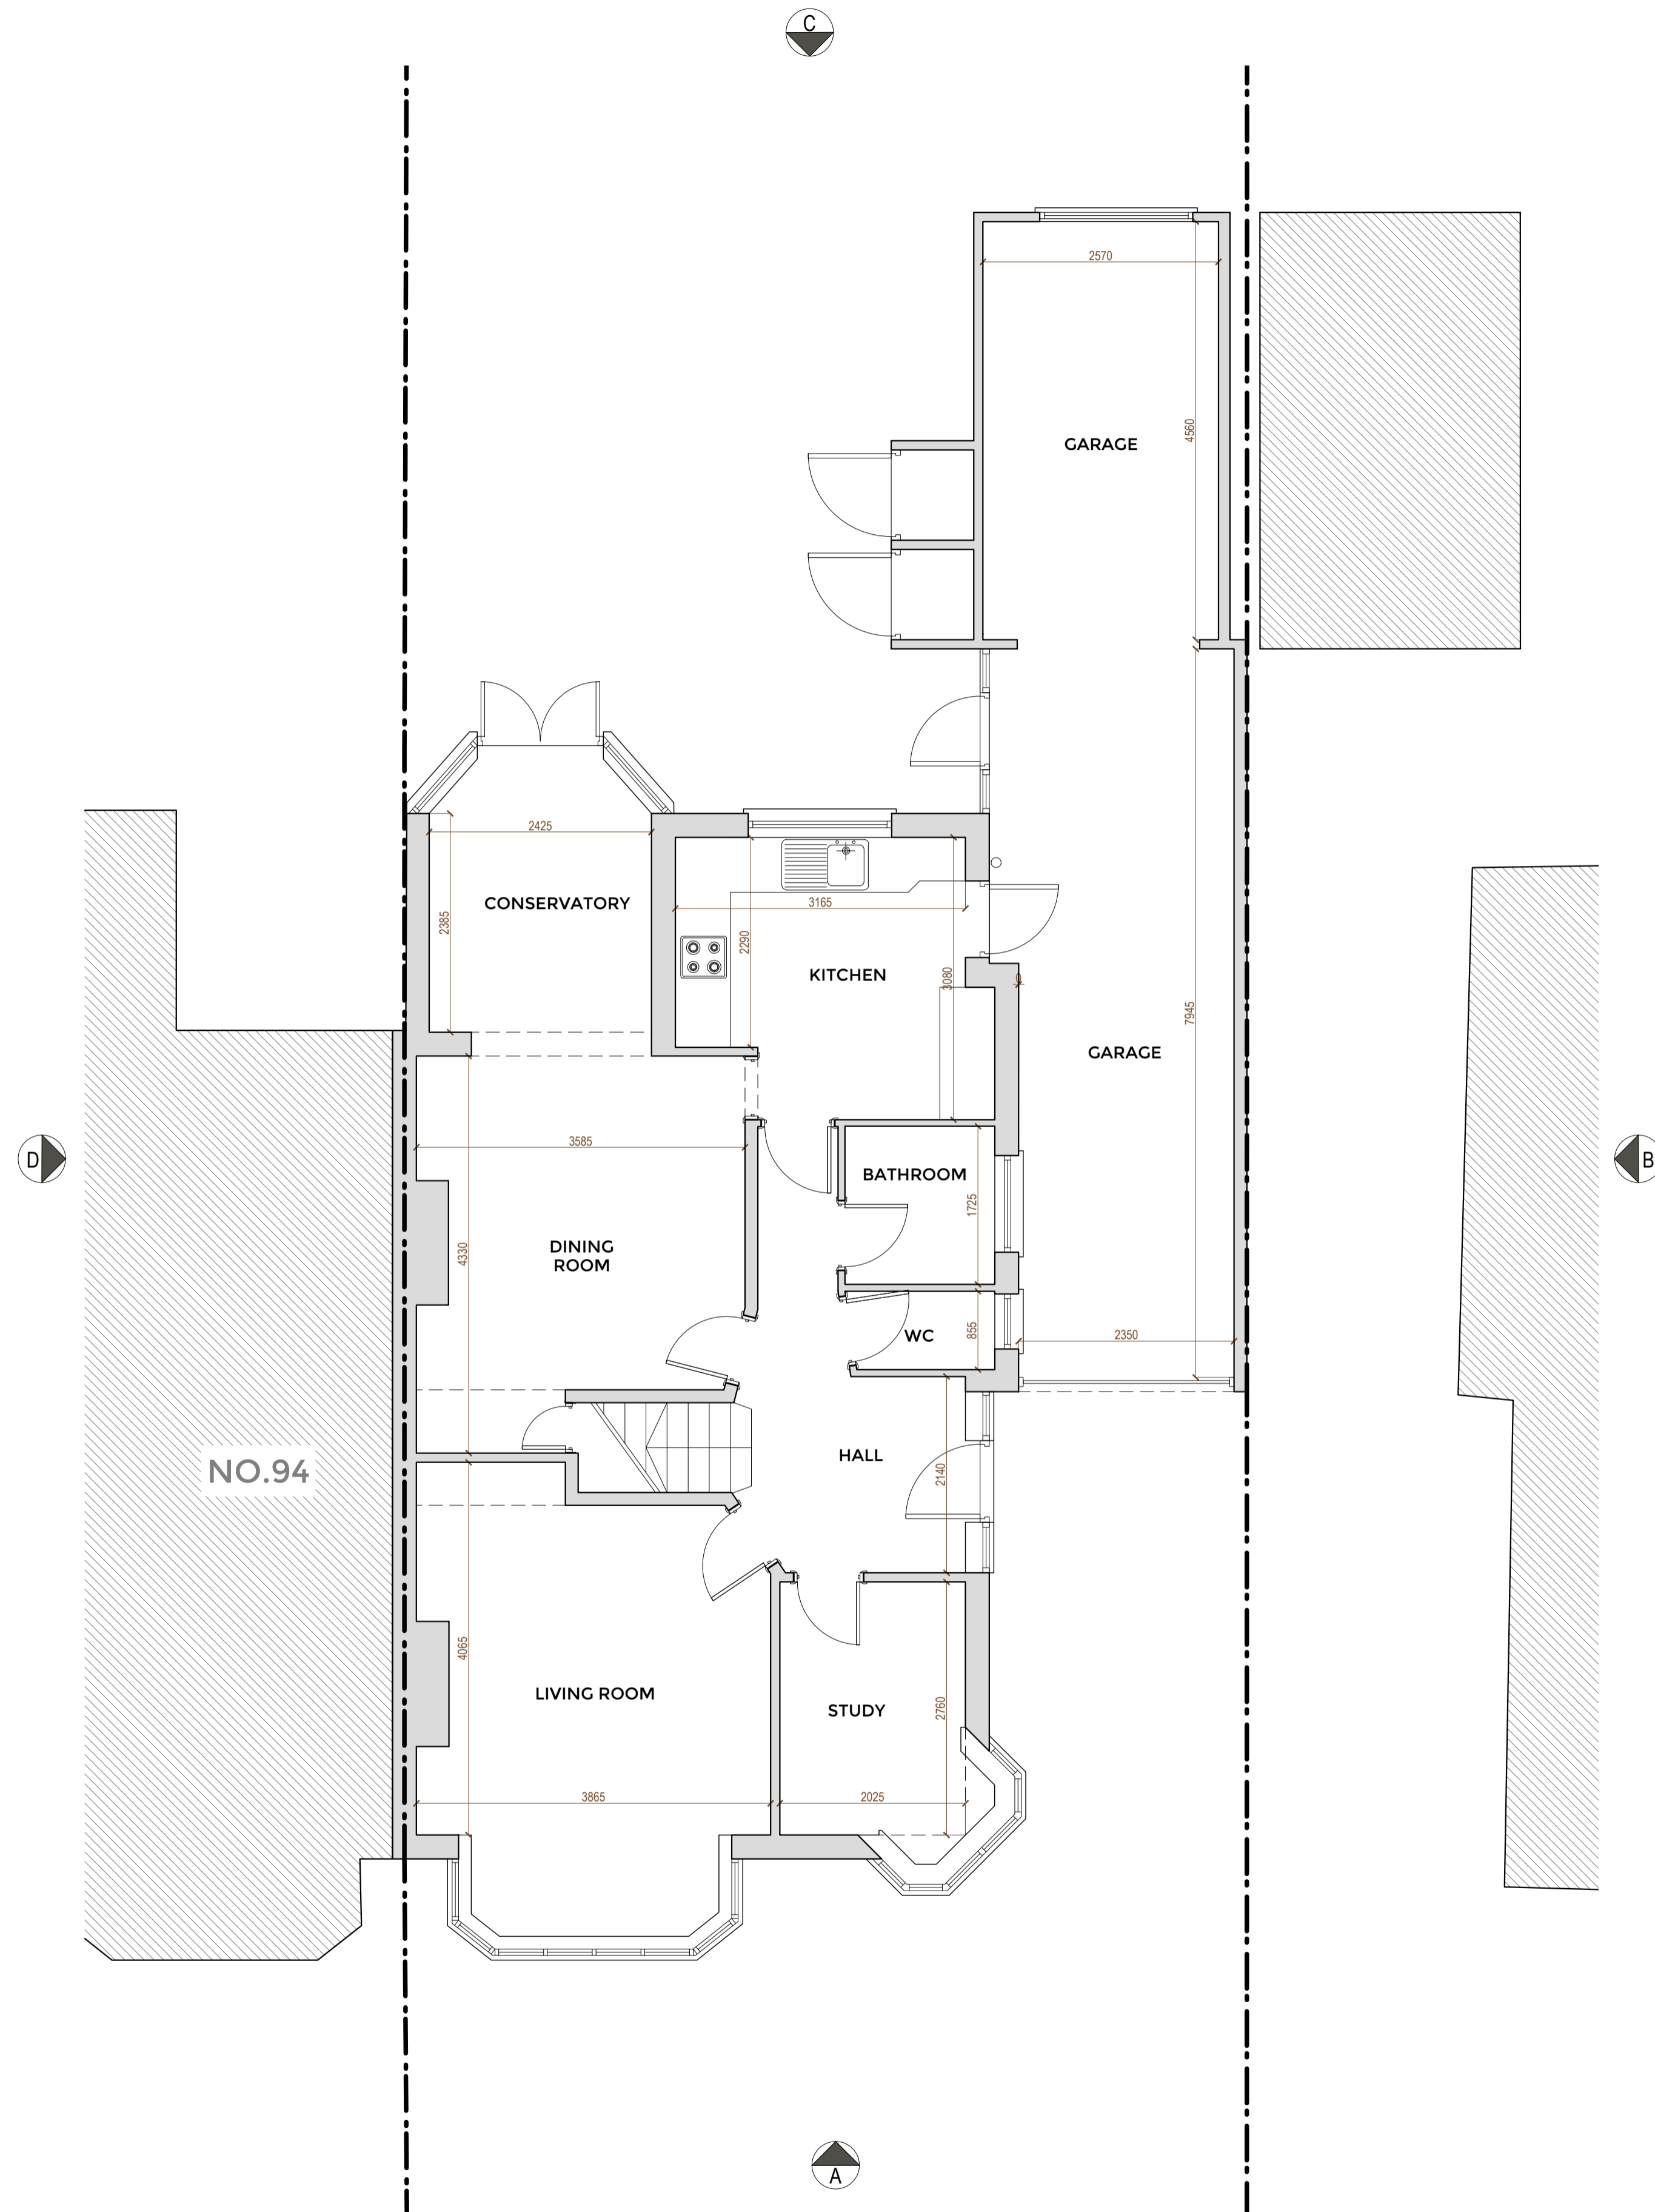 C
2570
4560
GARAGE
2425
CONSERVATORY
2385
3165
2290
KITCHEN
3080
0
7945
GARAGE
D
B
3585
BATHROOM
1725
DINING
ROOM
4330
WC
855
2350
HALL
2140
NO.94
4065
LIVING ROOM
STUDY
2760
3865
2025
A